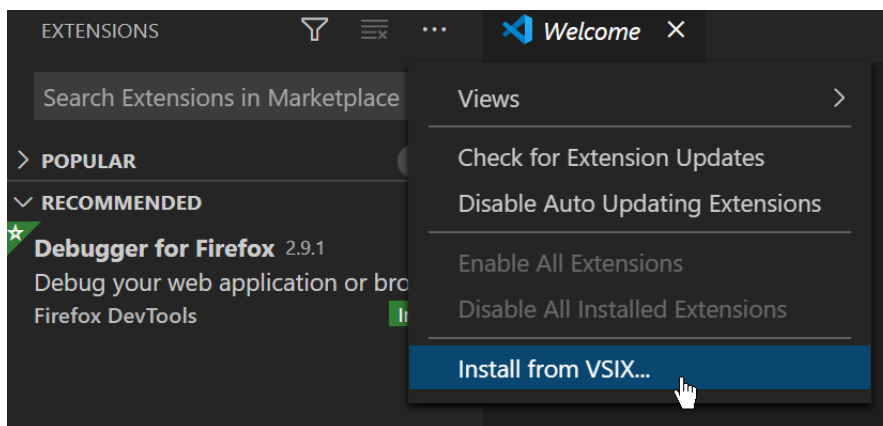 EXTENSIONS
Welcome
Search Extensions in Marketplace
POPULAR
RECOMMENDED
Debugger for Firefox 2.9.1
Debug your web application or bro
Firefox DevTools
Views
Check for Extension Updates
Disable Auto Updating Extensions
Enable All Extensions
Disable All Installed Extensions
Install from VSIX...